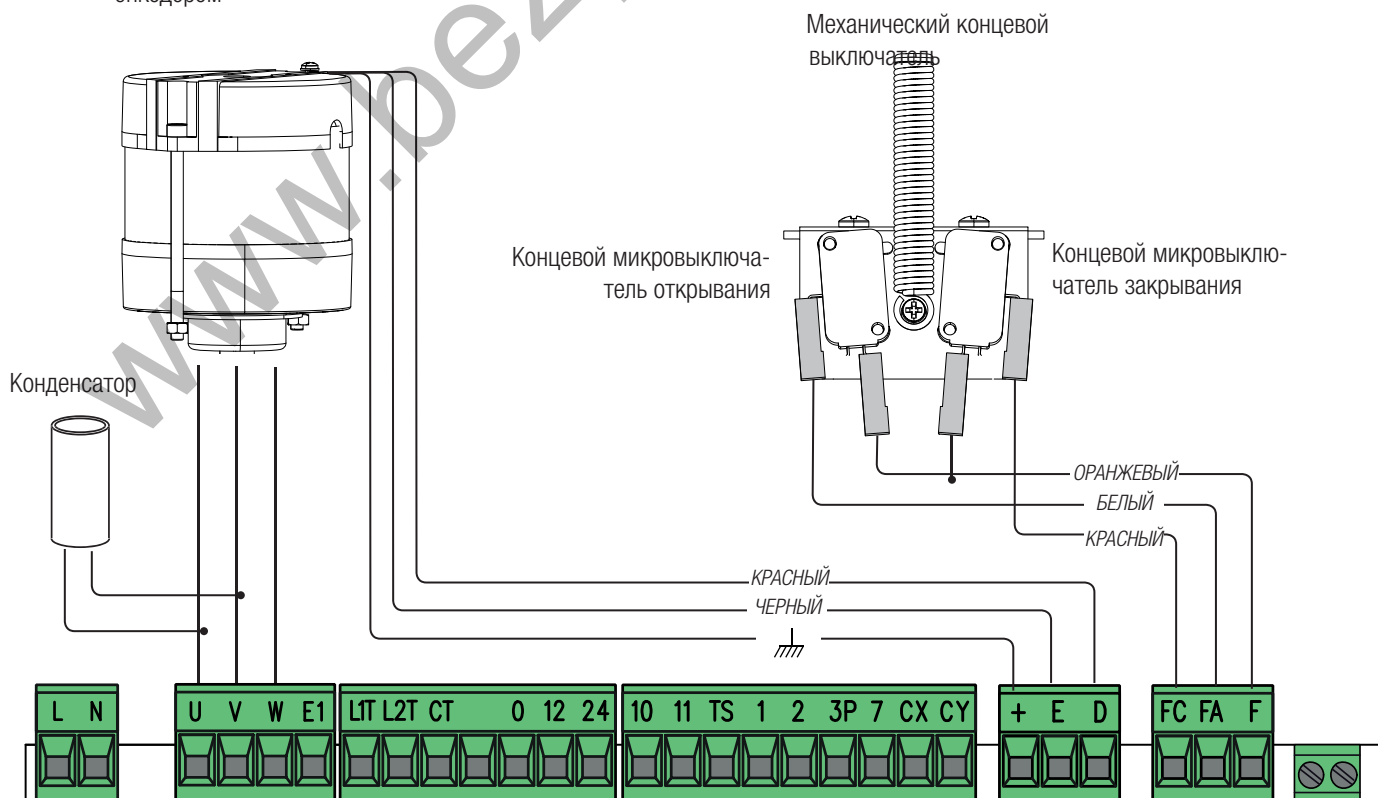 энкодером
Механический концевой
выключатель
Концевой микровыключа-
тель открывания
Концевой микровыклю-
чатель закрывания
Конденсатор
ОРАНЖЕВЫЙ
БЕЛЫЙ
КРАСНЫЙ
КРАСНЫЙ
ЧЕРНЫЙ
www.bez
L N
U V W E1
L1T L2T CT 0 12 24
10 11 TS 1 2 3P 7 CX CY
+ E D
FC FA F